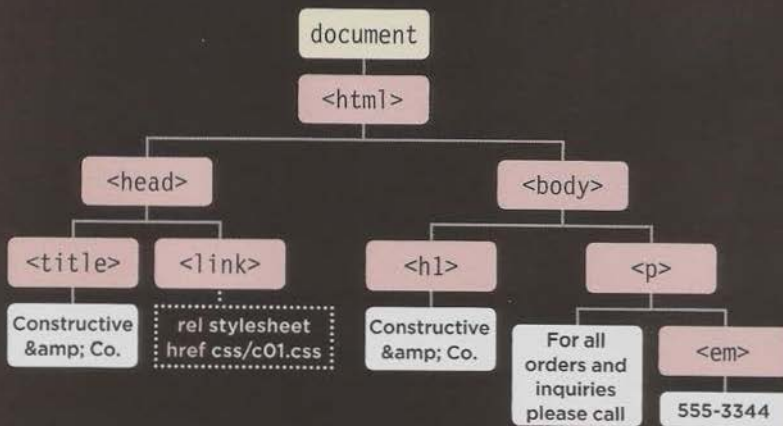 document
<html>
<head>
<body>
<title>
<link>
<h1>
<p>
Constructive
&amp; Co.
rel stylesheet
href css/c01.css
Constructive
&amp; Co.
For all
orders and
inquiries
please call
<em>
555-3344